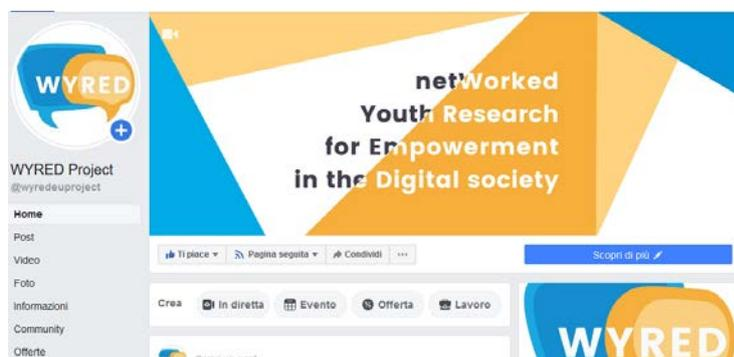 WYRED
netWorked
Youth Research
for Empowerment
in the Digital society
WYRED Project
@wyredeuproject
Home
Post
Video
Foto
Informazioni
Community
Offerte
Ti piace
Pagina seguita
Condividi
Scopri di più
Crea
In diretta
Evento
Offerta
Lavoro
WYRED